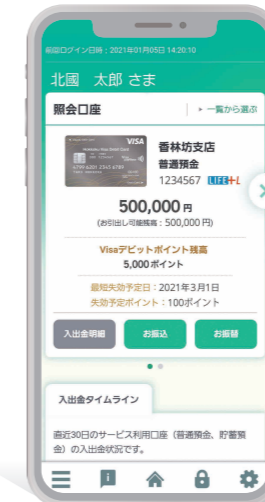 前回ログイン日時：2021年01月05日 14:20:10
北國　太郎 さま
照会口座
一覧から選ぶ
VISA
香林坊支店
普通預金
1234567 LIFE+L
500,000 円
(お引出し可能残高：500,000 円)
Visaデビットポイント残高
5,000 ポイント
最短失効予定日：2021年3月1日
失効予定ポイント：100ポイント
入出金明細
お振込
お振替
入出金タイムライン
直近30日のサービス利用口座（普通預金、貯蓄預
金）の入出金状況です。